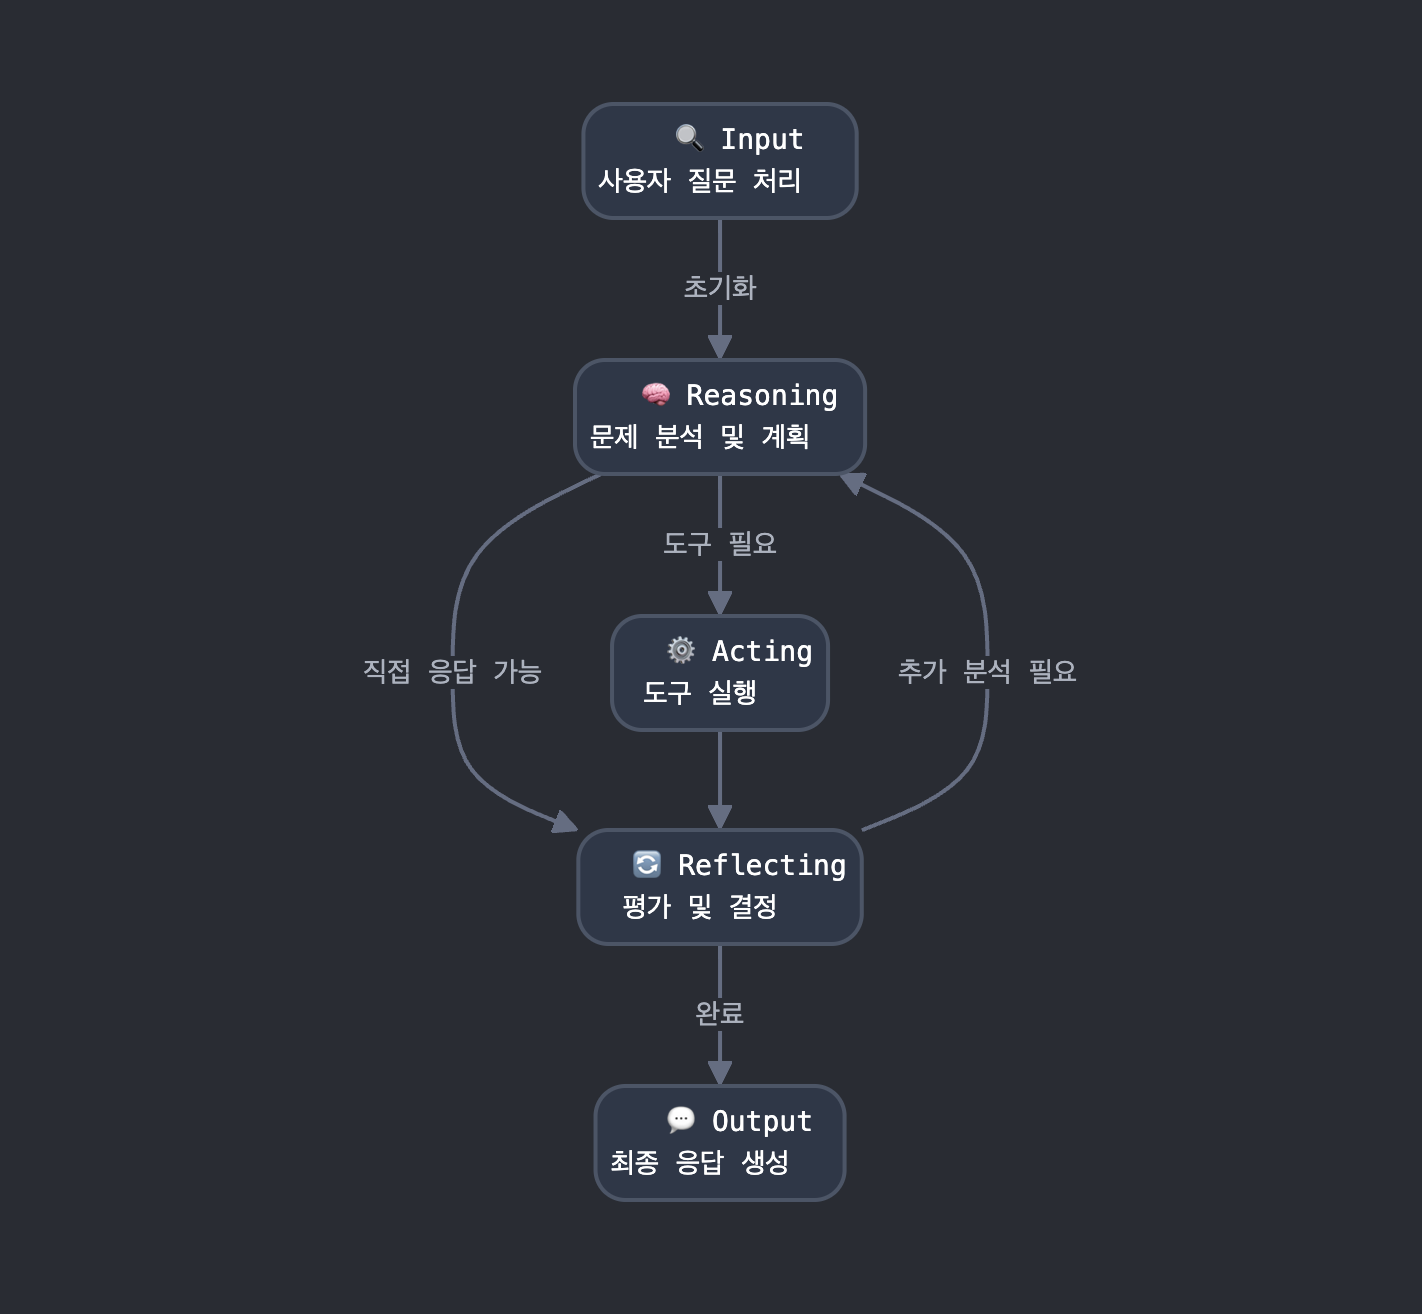 🔍 Input
사용자 질문 처리
초기화
🧠 Reasoning
문제 분석 및 계획
도구 필요
⚙️ Acting
도구 실행
직접 응답 가능
추가 분석 필요
🔄 Reflecting
평가 및 결정
완료
💬 Output
최종 응답 생성